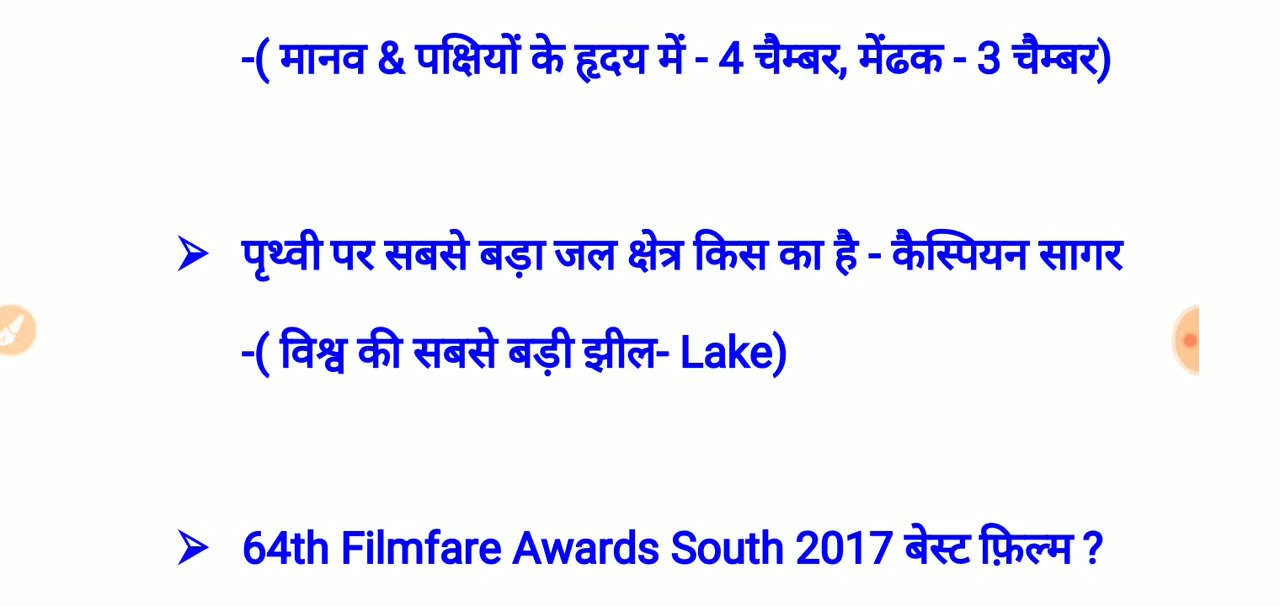 -( मानव & पक्षियों के हृदय में - 4 चैम्बर, मेंढक - 3 चैम्बर)
➢ पृथ्वी पर सबसे बड़ा जल क्षेत्र किस का है - कैस्पियन सागर
-( विश्व की सबसे बड़ी झील- Lake)
➢ 64th Filmfare Awards South 2017 बेस्ट फ़िल्म ?